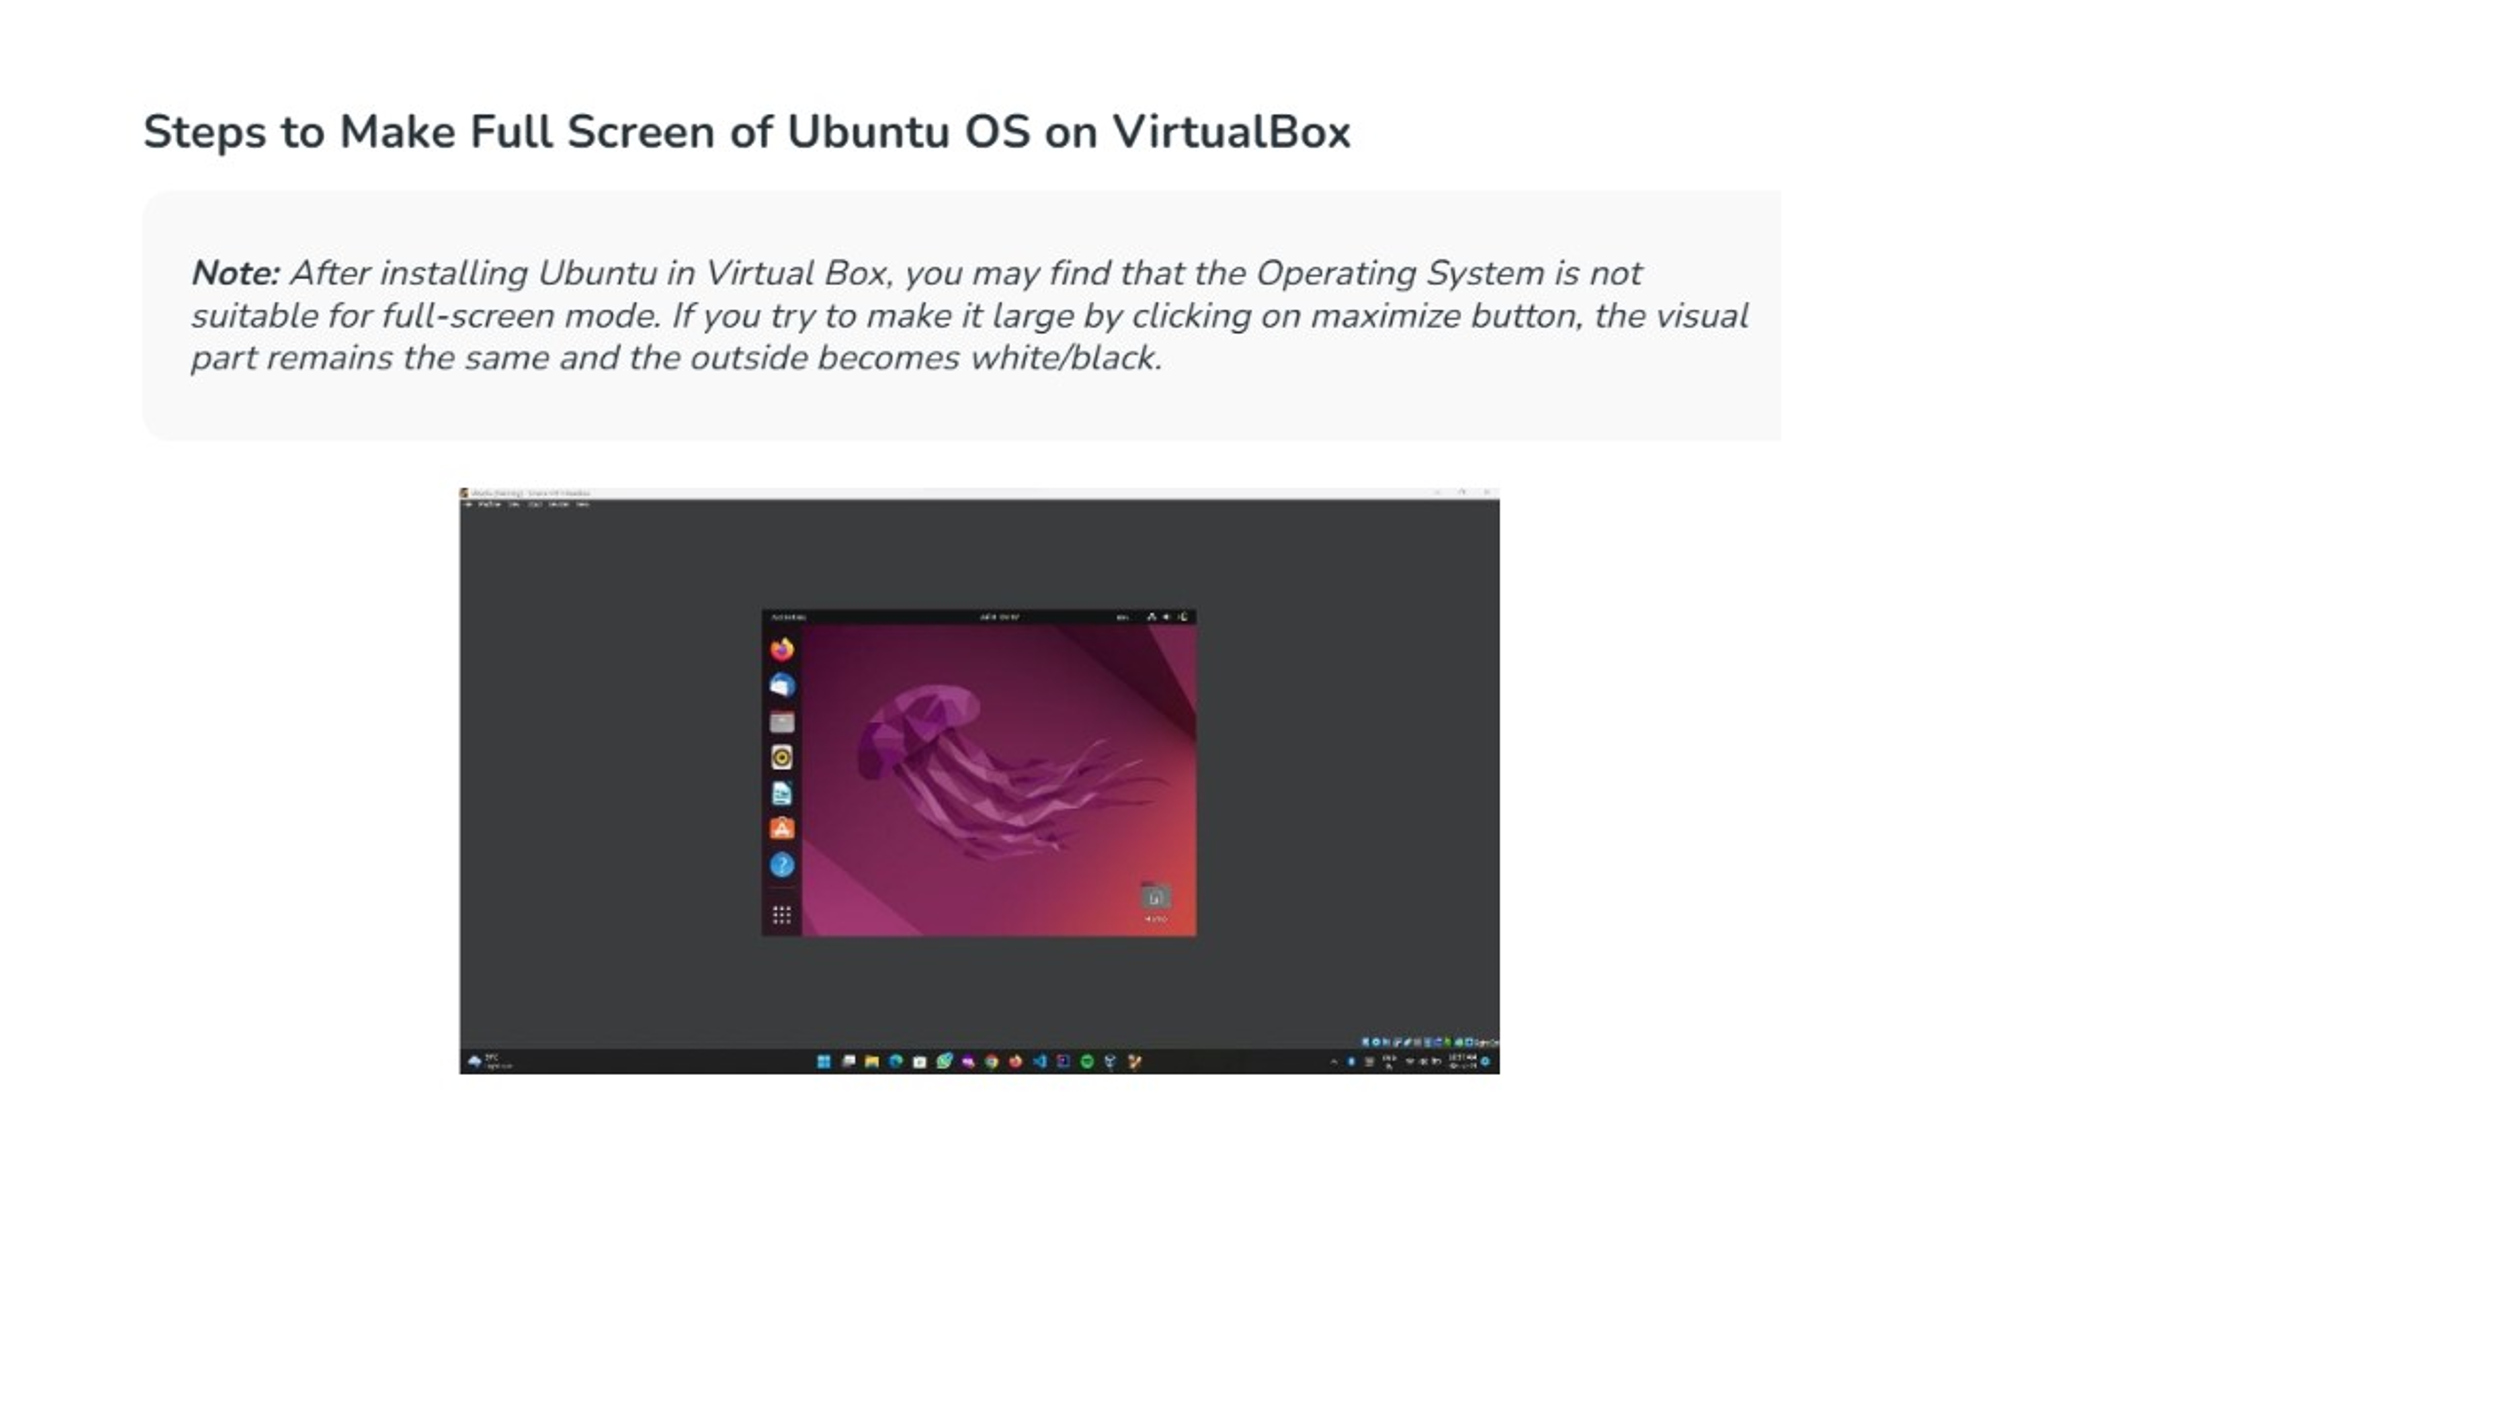 Steps to Make Full Screen of Ubuntu OS on VirtualBox
Note: After installing Ubuntu in Virtual Box, you may find that the Operating System is not
suitable for full-screen mode. If you try to make it large by clicking on maximize button, the visual
part remains the same and the outside becomes white/black.